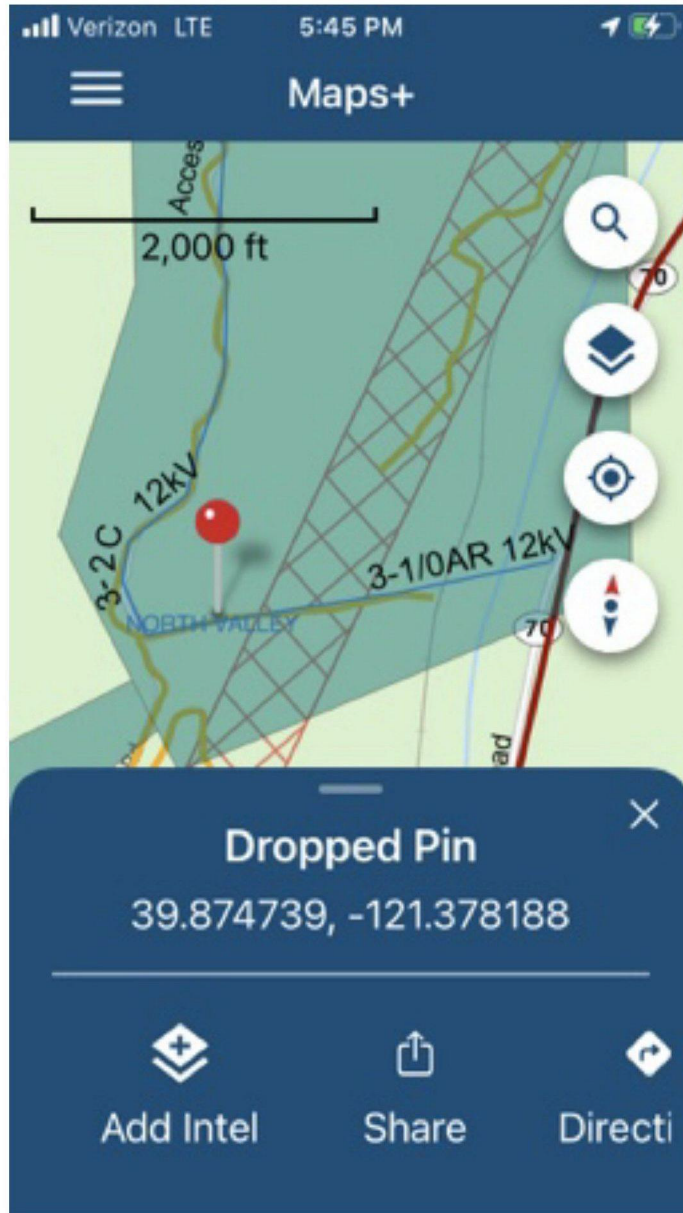 Verizon LTE 5:45 PM
Maps+
Acces
2,000 ft
70
12kV
3-2 C
3-1/0AR 12kV
NORTH VALLEY
70
ad
Dropped Pin
39.874739, -121.378188
Add Intel Share Directi